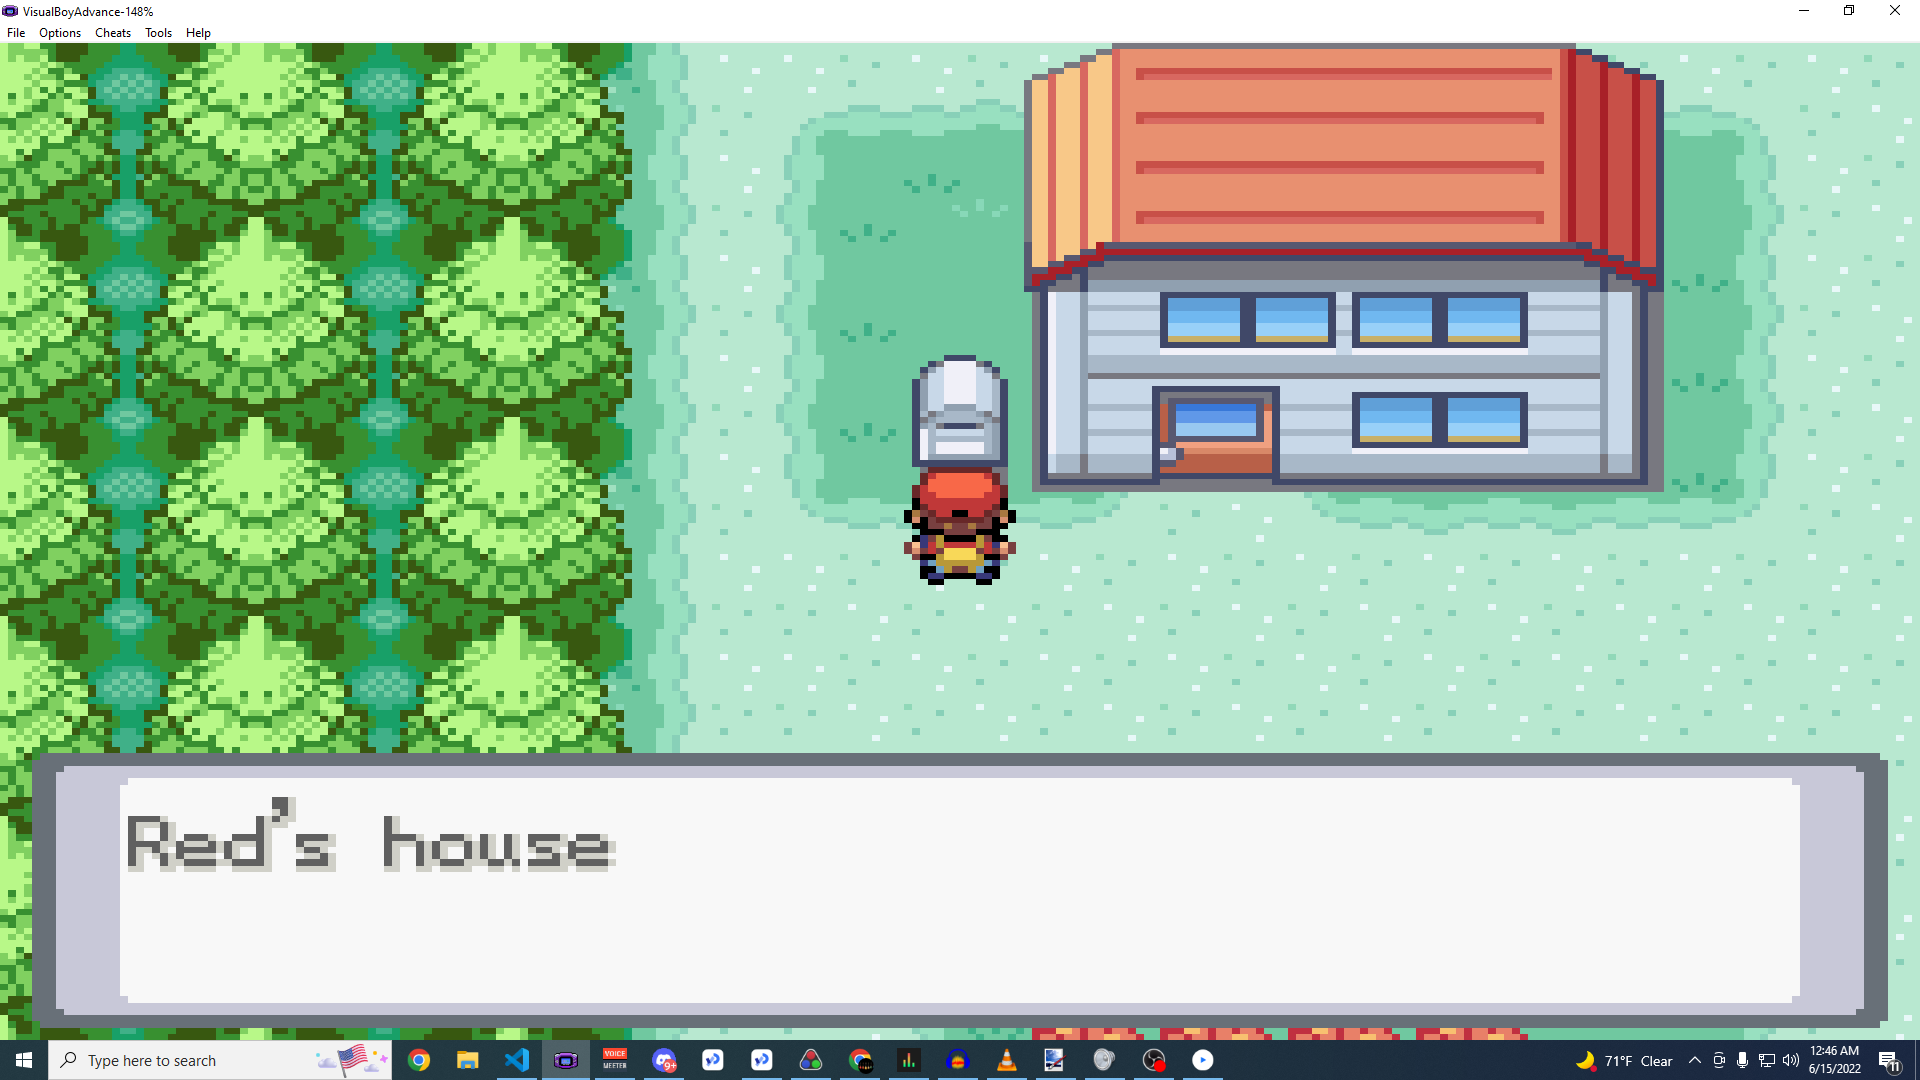 VisualBoyAdvance-148%
File Options Cheats Tools Help
Red's house
Type here to search
VOICE
MEETER
9+
71°F Clear
12:46 AM
6/15/2022
11